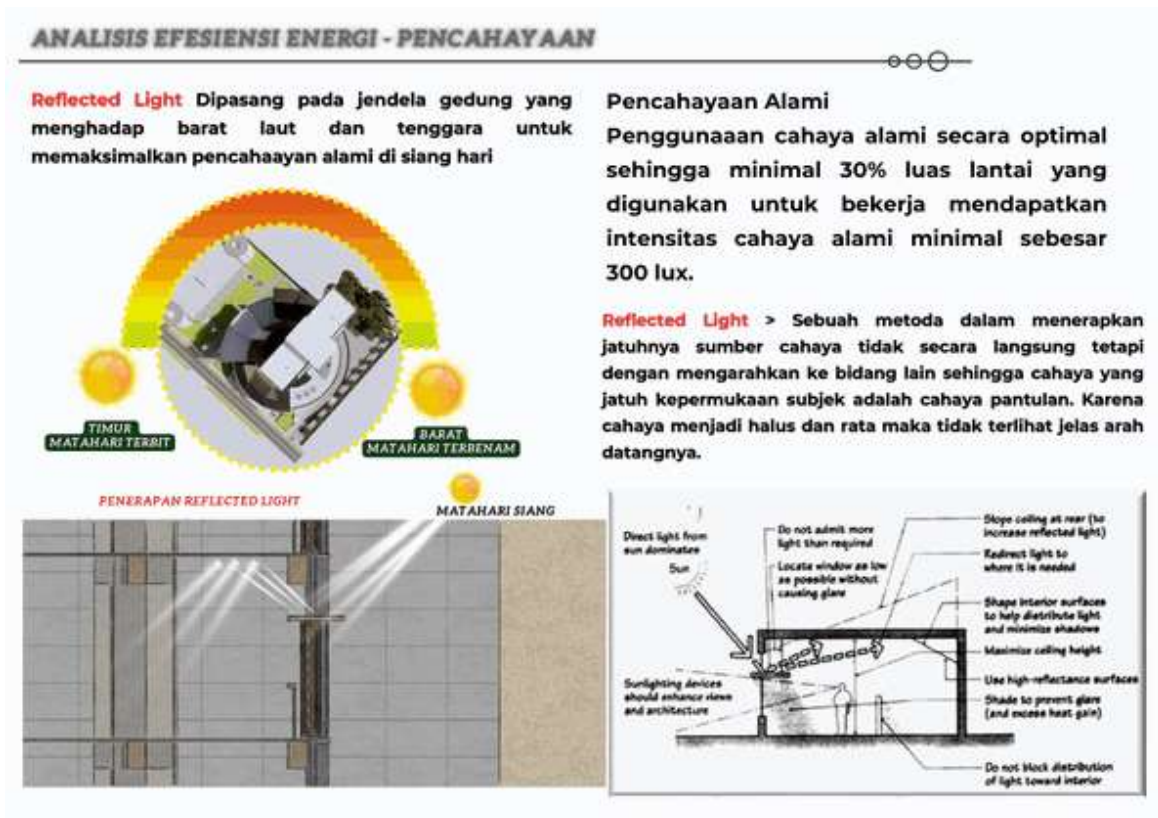 ANALISIS EFESIENSI ENERGI - PENCAHAYAAN
Reflected Light Dipasang pada jendela gedung yang
menghadap barat laut dan tenggara untuk
memaksimalkan pencahaayan alami di siang hari
TIMUR
MATAHARI TERBIT
BARAT
MATAHARI TERBENAM
PENERAPAN REFLECTED LIGHT
MATAHARI SIANG
Pencahayaan Alami
Penggunaaan cahaya alami secara optimal
sehingga minimal 30% luas lantai yang
digunakan untuk bekerja mendapatkan
intensitas cahaya alami minimal sebesar
300 lux.
Reflected Light > Sebuah metoda dalam menerapkan
jatuhnya sumber cahaya tidak secara langsung tetapi
dengan mengarahkan ke bidang lain sehingga cahaya yang
jatuh kepermukaan subjek adalah cahaya pantulan. Karena
cahaya menjadi halus dan rata maka tidak terlihat jelas arah
datangnya.
Direct light from
sun dominates
Sun
Do not admit more
light than required
Locate window as low
as possible without
causing glare
Slope ceiling at rear (to
increase reflected light)
Redirect light to
where it is needed
Shape interior surfaces
to help distribute light
and minimize shadows
Maximize ceiling height
Use high-reflectance surfaces
Shade to prevent glare
(and excess heat gain)
Sunlighting devices
should enhance views
and architecture
Do not block distribution
of light toward interior